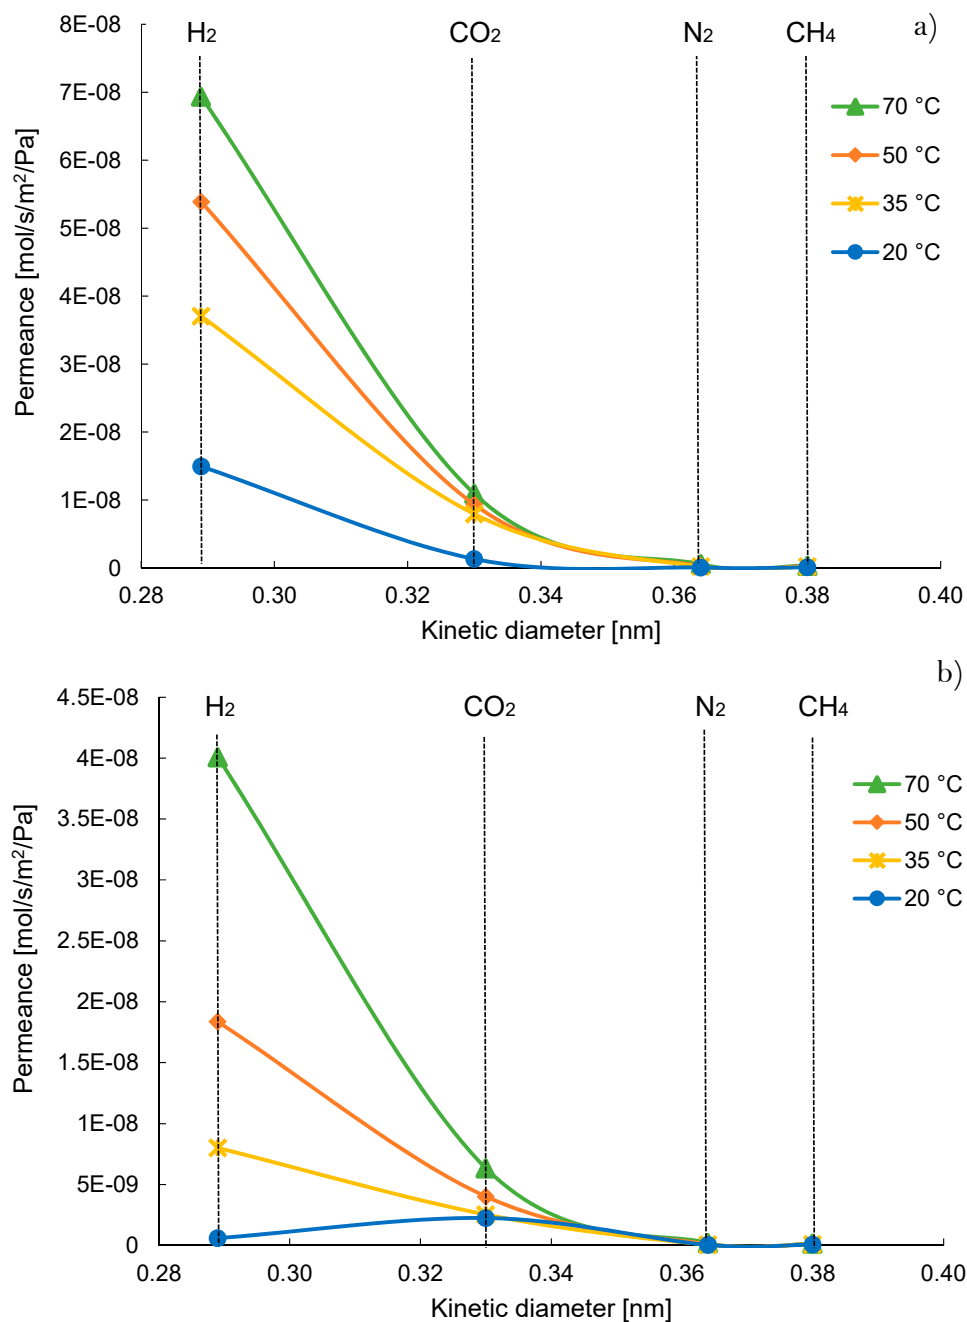 8E-08
H2
CO2
N2
CH4
a)
7E-08
70 °C
6E-08
50 °C
5E-08
35 °C
4E-08
20 °C
3E-08
2E-08
1E-08
0
Permeance [mol/s/m²/Pa]
0.28 0.30 0.32 0.34 0.36 0.38 0.40
Kinetic diameter [nm]
b)
4.5E-08
H2
CO2
N2
CH4
4E-08
70 °C
3.5E-08
50 °C
3E-08
35 °C
2.5E-08
20 °C
2E-08
1.5E-08
1E-08
5E-09
0
Permeance [mol/s/m²/Pa]
0.28 0.30 0.32 0.34 0.36 0.38 0.40
Kinetic diameter [nm]